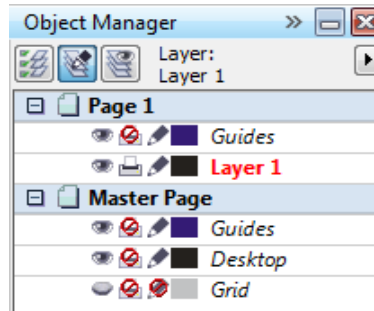 Object Manager
Layer:
Layer 1
Page 1
Guides
Layer 1
Master Page
Guides
Desktop
Grid